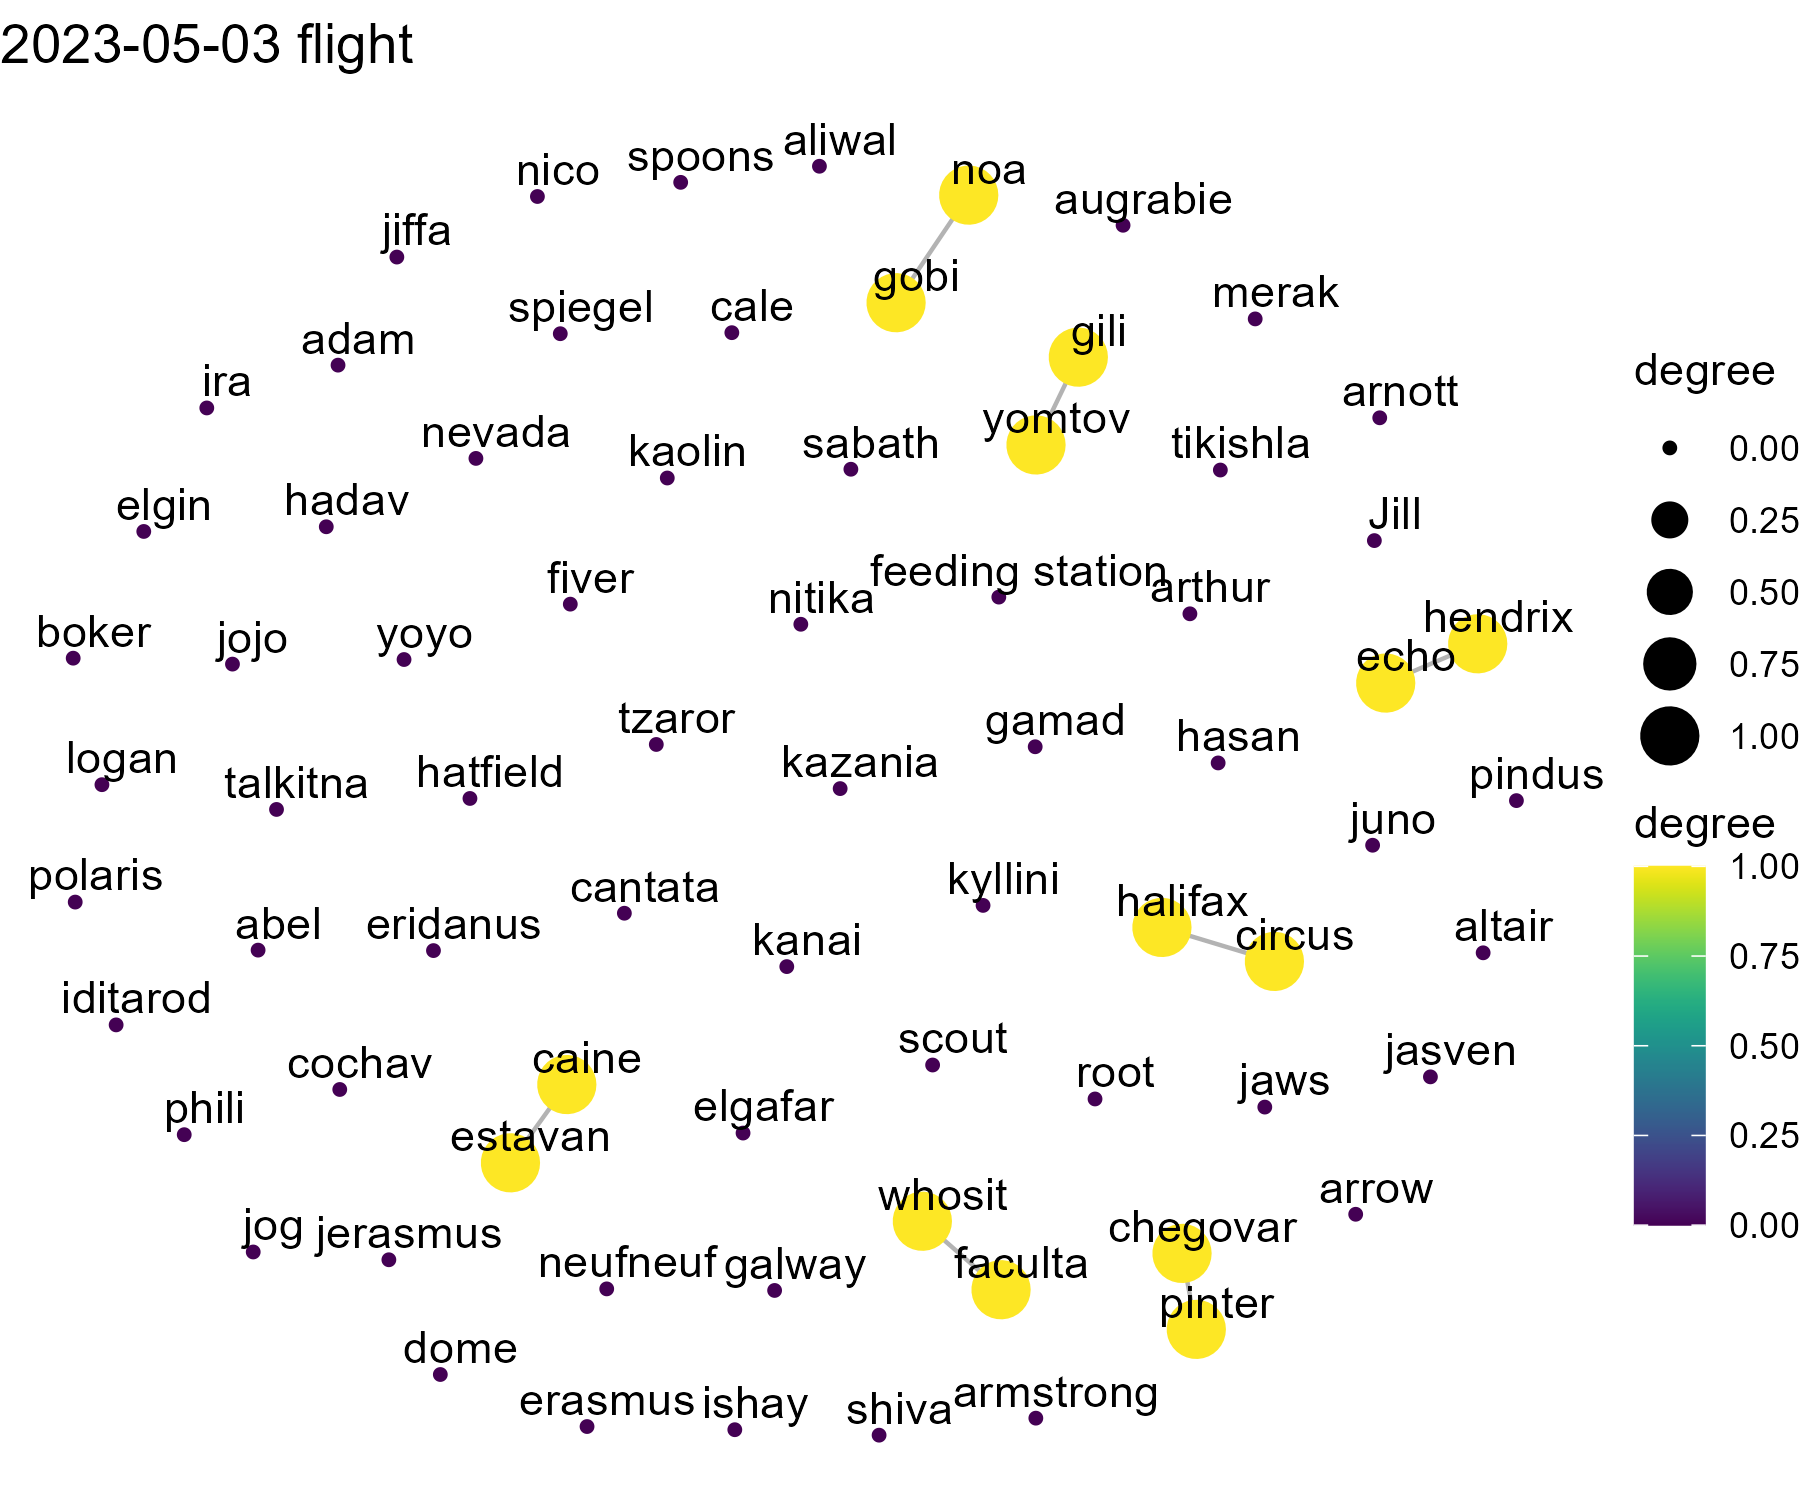 2023-05-03 flight
aliwal
spoons
nico
noa
augrabie
jiffa
gobi
merak
spiegel
cale
gili
adam
ira
arnott
yomtov
nevada
kaolin
sabath
tikishla
elgin
hadav
Jill
fiver
nitika
feeding station
arthur
hendrix
boker
jojo
yoyo
echo
tzaror
gamad
hasan
logan
talkitna
hatfield
kazania
pindus
juno
polaris
cantata
kyllini
halifax
abel
eridanus
kanai
circus
altair
iditarod
scout
cochav
caine
root
jaws
jasven
phili
estavan
elgafar
whosit
arrow
jog
jerasmus
chegovar
neufneuf
galway
faculta
pinter
dome
erasmus
ishay
shiva
armstrong
degree
0.00
0.25
0.50
0.75
1.00
degree
1.00
0.75
0.50
0.25
0.00